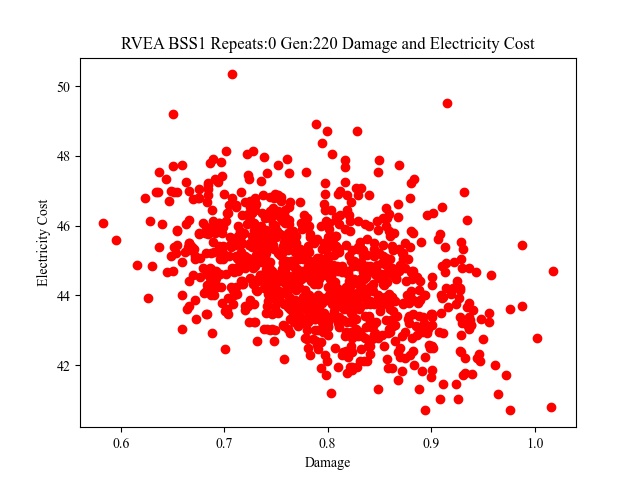 RVEA BSS1 Repeats:0 Gen:220 Damage and Electricity Cost
50
48
46
44
42
Electricity Cost
0.6 0.7 0.8 0.9 1.0
Damage